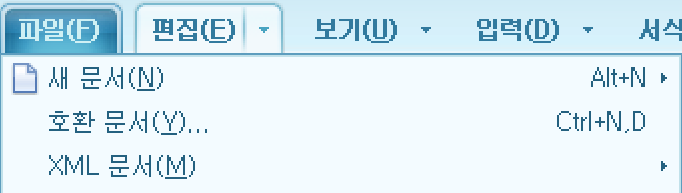 파일(F) 편집(E) 보기(U) 입력(D) 서식
새 문서(N) Alt+N
호환 문서(Y)... Ctrl+N,D
XML 문서(M)